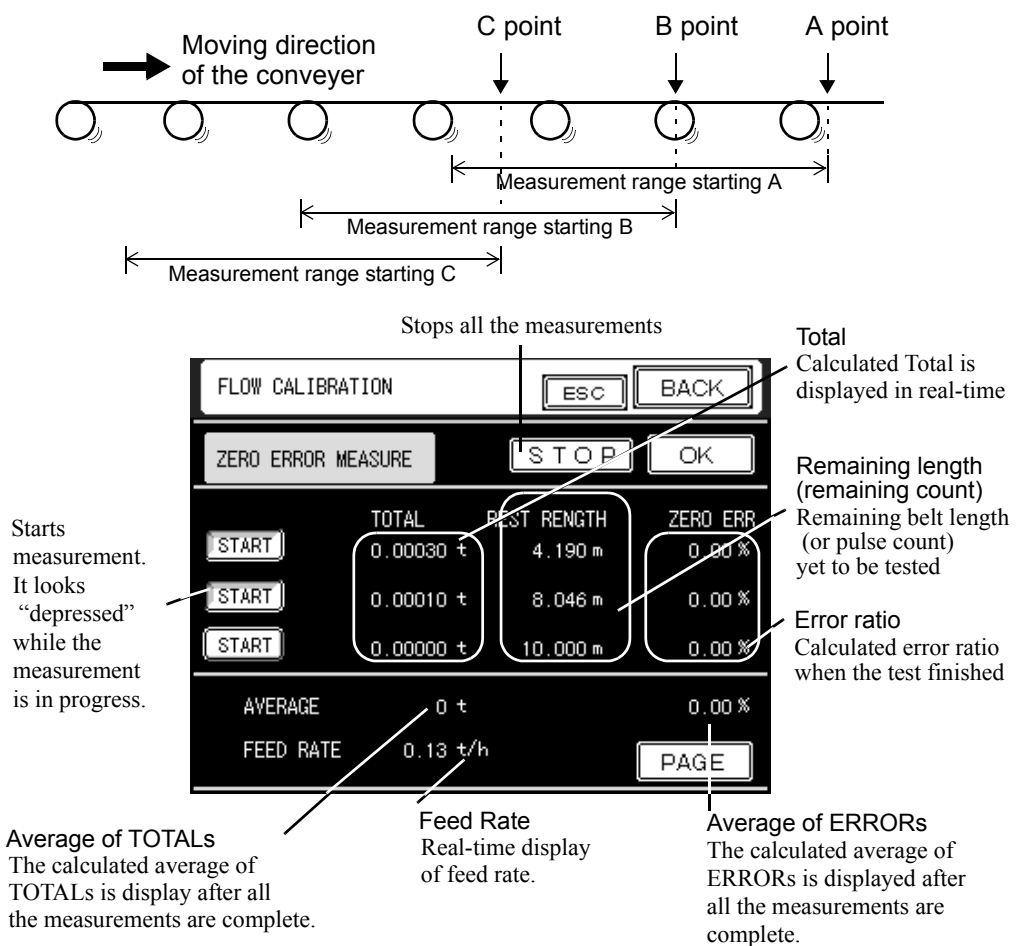 C point
B point
A point
Moving direction
of the conveyer
Measurement range starting A
Measurement range starting B
Measurement range starting C
Stops all the measurements
Total
Calculated Total is
displayed in real-time
FLOW CALIBRATION
ESC
BACK
ZERO ERROR MEASURE
STOP
OK
Remaining length
(remaining count)
Remaining belt length
(or pulse count)
yet to be tested
TOTAL
REST RENGTH
ZERO ERR
Starts
measurement.
It looks
“depressed”
while the
measurement
is in progress.
START
0.00030 t
4.190 m
0.00 %
START
0.00010 t
8.046 m
0.00 %
START
0.00000 t
10.000 m
0.00 %
Error ratio
Calculated error ratio
when the test finished
AVERAGE
0 t
0.00 %
FEED RATE
0.13 t/h
PAGE
Average of TOTALs
The calculated average of
TOTALs is display after all
the measurements are complete.
Feed Rate
Real-time display
of feed rate.
Average of ERRORs
The calculated average of
ERRORs is displayed after
all the measurements are
complete.